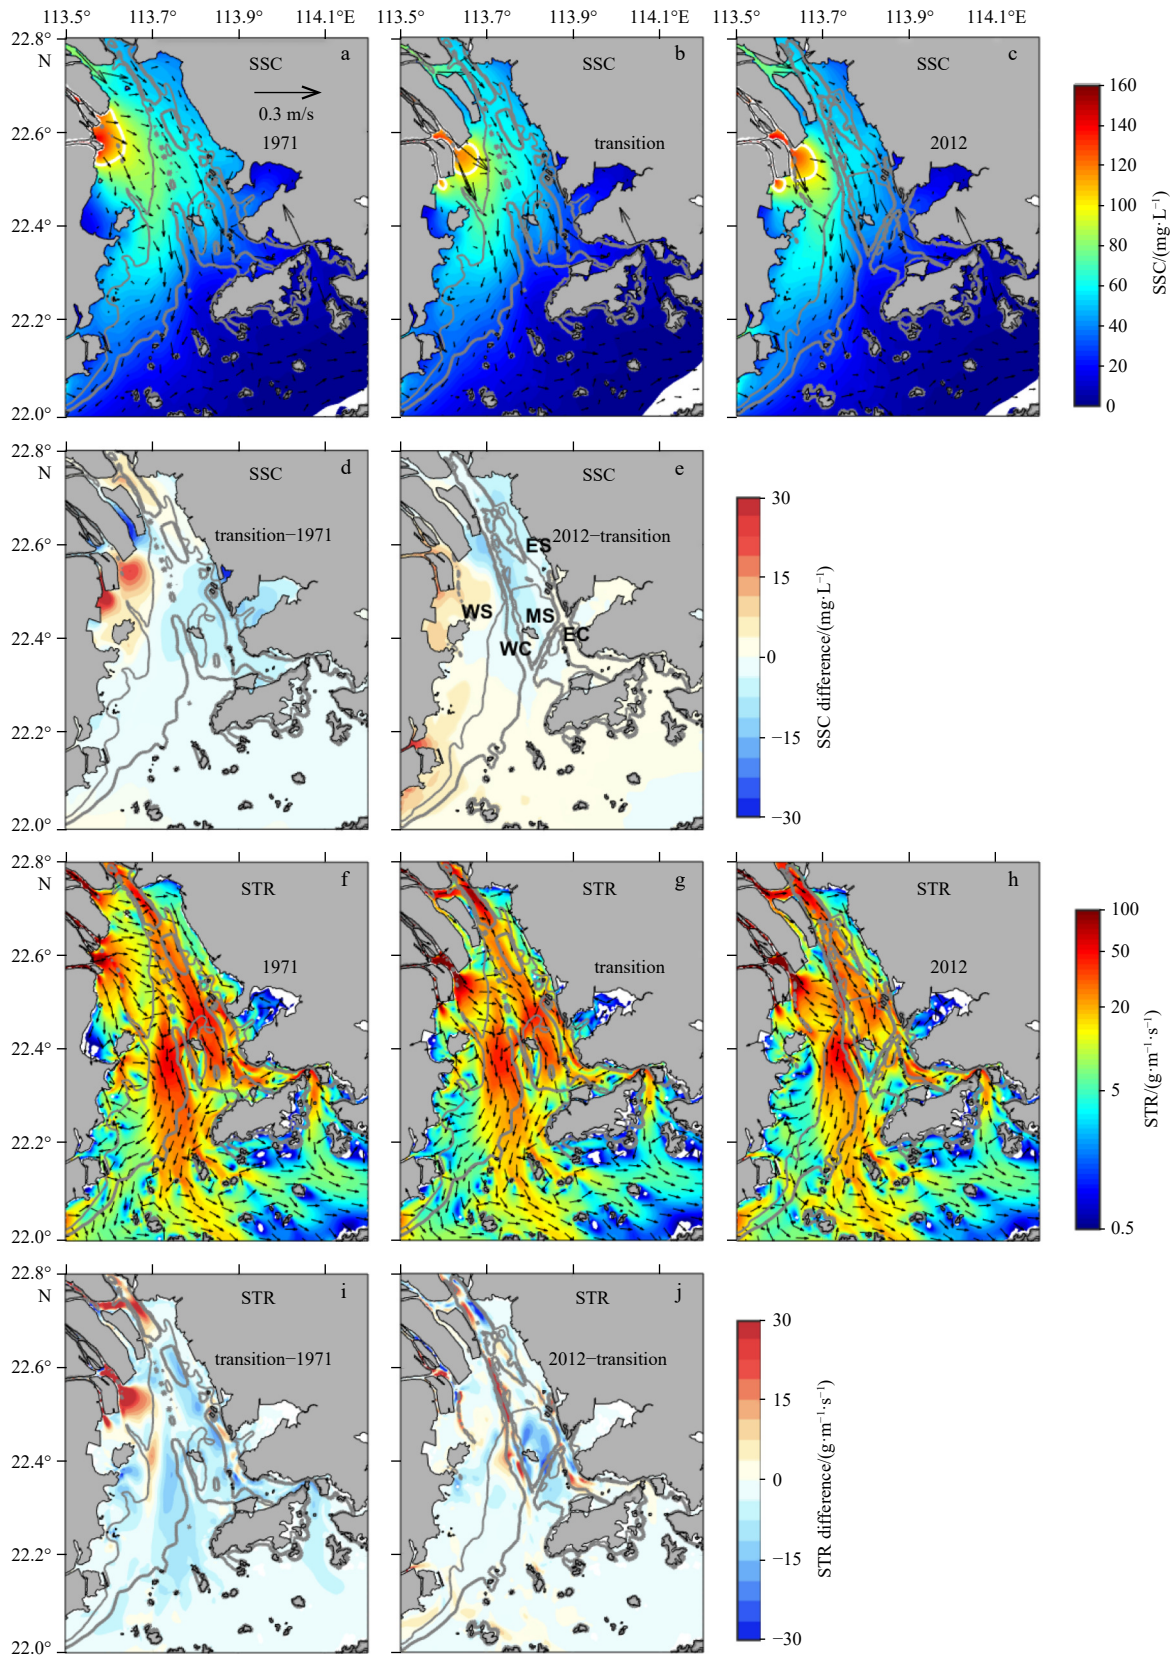 113.5° 113.7° 113.9° 114.1°E 113.5° 113.7° 113.9° 114.1° 113.5° 113.7° 113.9° 114.1°E
22.8°
N
22.6°
22.4°
22.2°
22.0°
SSC a
0.3 m/s
1971
SSC b
transition
SSC c
2012
160
140
120
100
80
60
40
20
0
SSC/(mg·L⁻¹)
22.8°
N
22.6°
22.4°
22.2°
22.0°
SSC d
transition−1971
SSC e
2012−transition
ES
WS
MS
EC
WC
30
15
0
−15
−30
SSC difference/(mg·L⁻¹)
22.8°
N
22.6°
22.4°
22.2°
22.0°
STR f
1971
STR g
transition
STR h
2012
100
50
20
5
0.5
STR/(g·m⁻¹·s⁻¹)
22.8°
N
22.6°
22.4°
22.2°
22.0°
STR i
transition−1971
STR j
2012−transition
30
15
0
−15
−30
STR difference/(g·m⁻¹·s⁻¹)